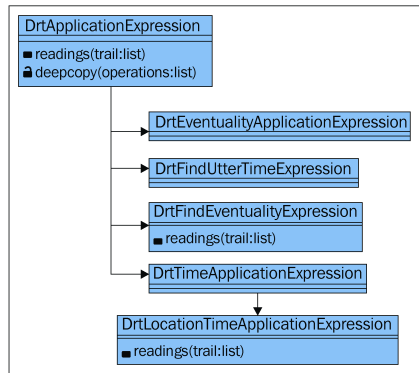 DrtApplicationExpression
readings(trail:list)
deepcopy(operations:list)
DrtEventualityApplicationExpression
DrtFindUtterTimeExpression
DrtFindEventualityExpression
readings(trail:list)
DrtTimeApplicationExpression
DrtLocationTimeApplicationExpression
readings(trail:list)